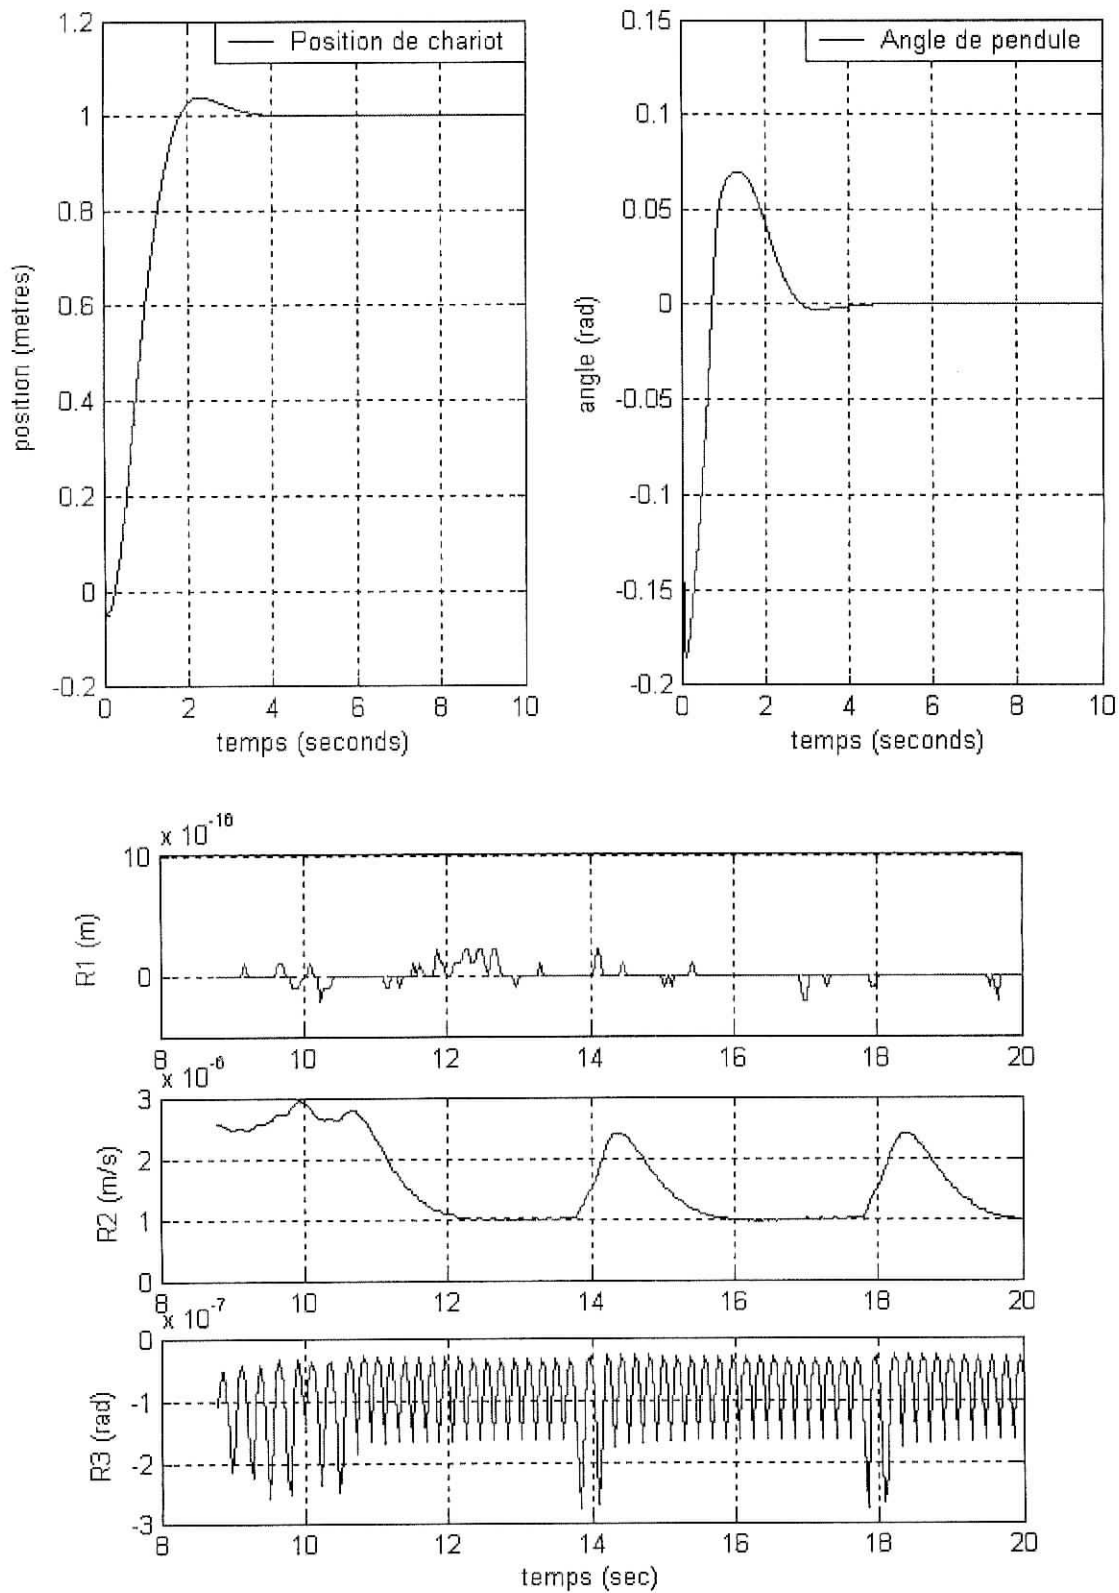 Position de chariot
1.2
1
0.8
0.6
0.4
0.2
0
-0.2
position (metres)
0 2 4 6 8 10
temps (seconds)
Angle de pendule
0.15
0.1
0.05
0
-0.05
-0.1
-0.15
-0.2
angle (rad)
0 2 4 6 8 10
temps (seconds)
x 10-16
10
0
R1 (m)
8 10 12 14 16 18 20
x 10-6
3
2
1
0
R2 (m/s)
8 10 12 14 16 18 20
x 10-7
0
-1
-2
-3
R3 (rad)
8 10 12 14 16 18 20
temps (sec)